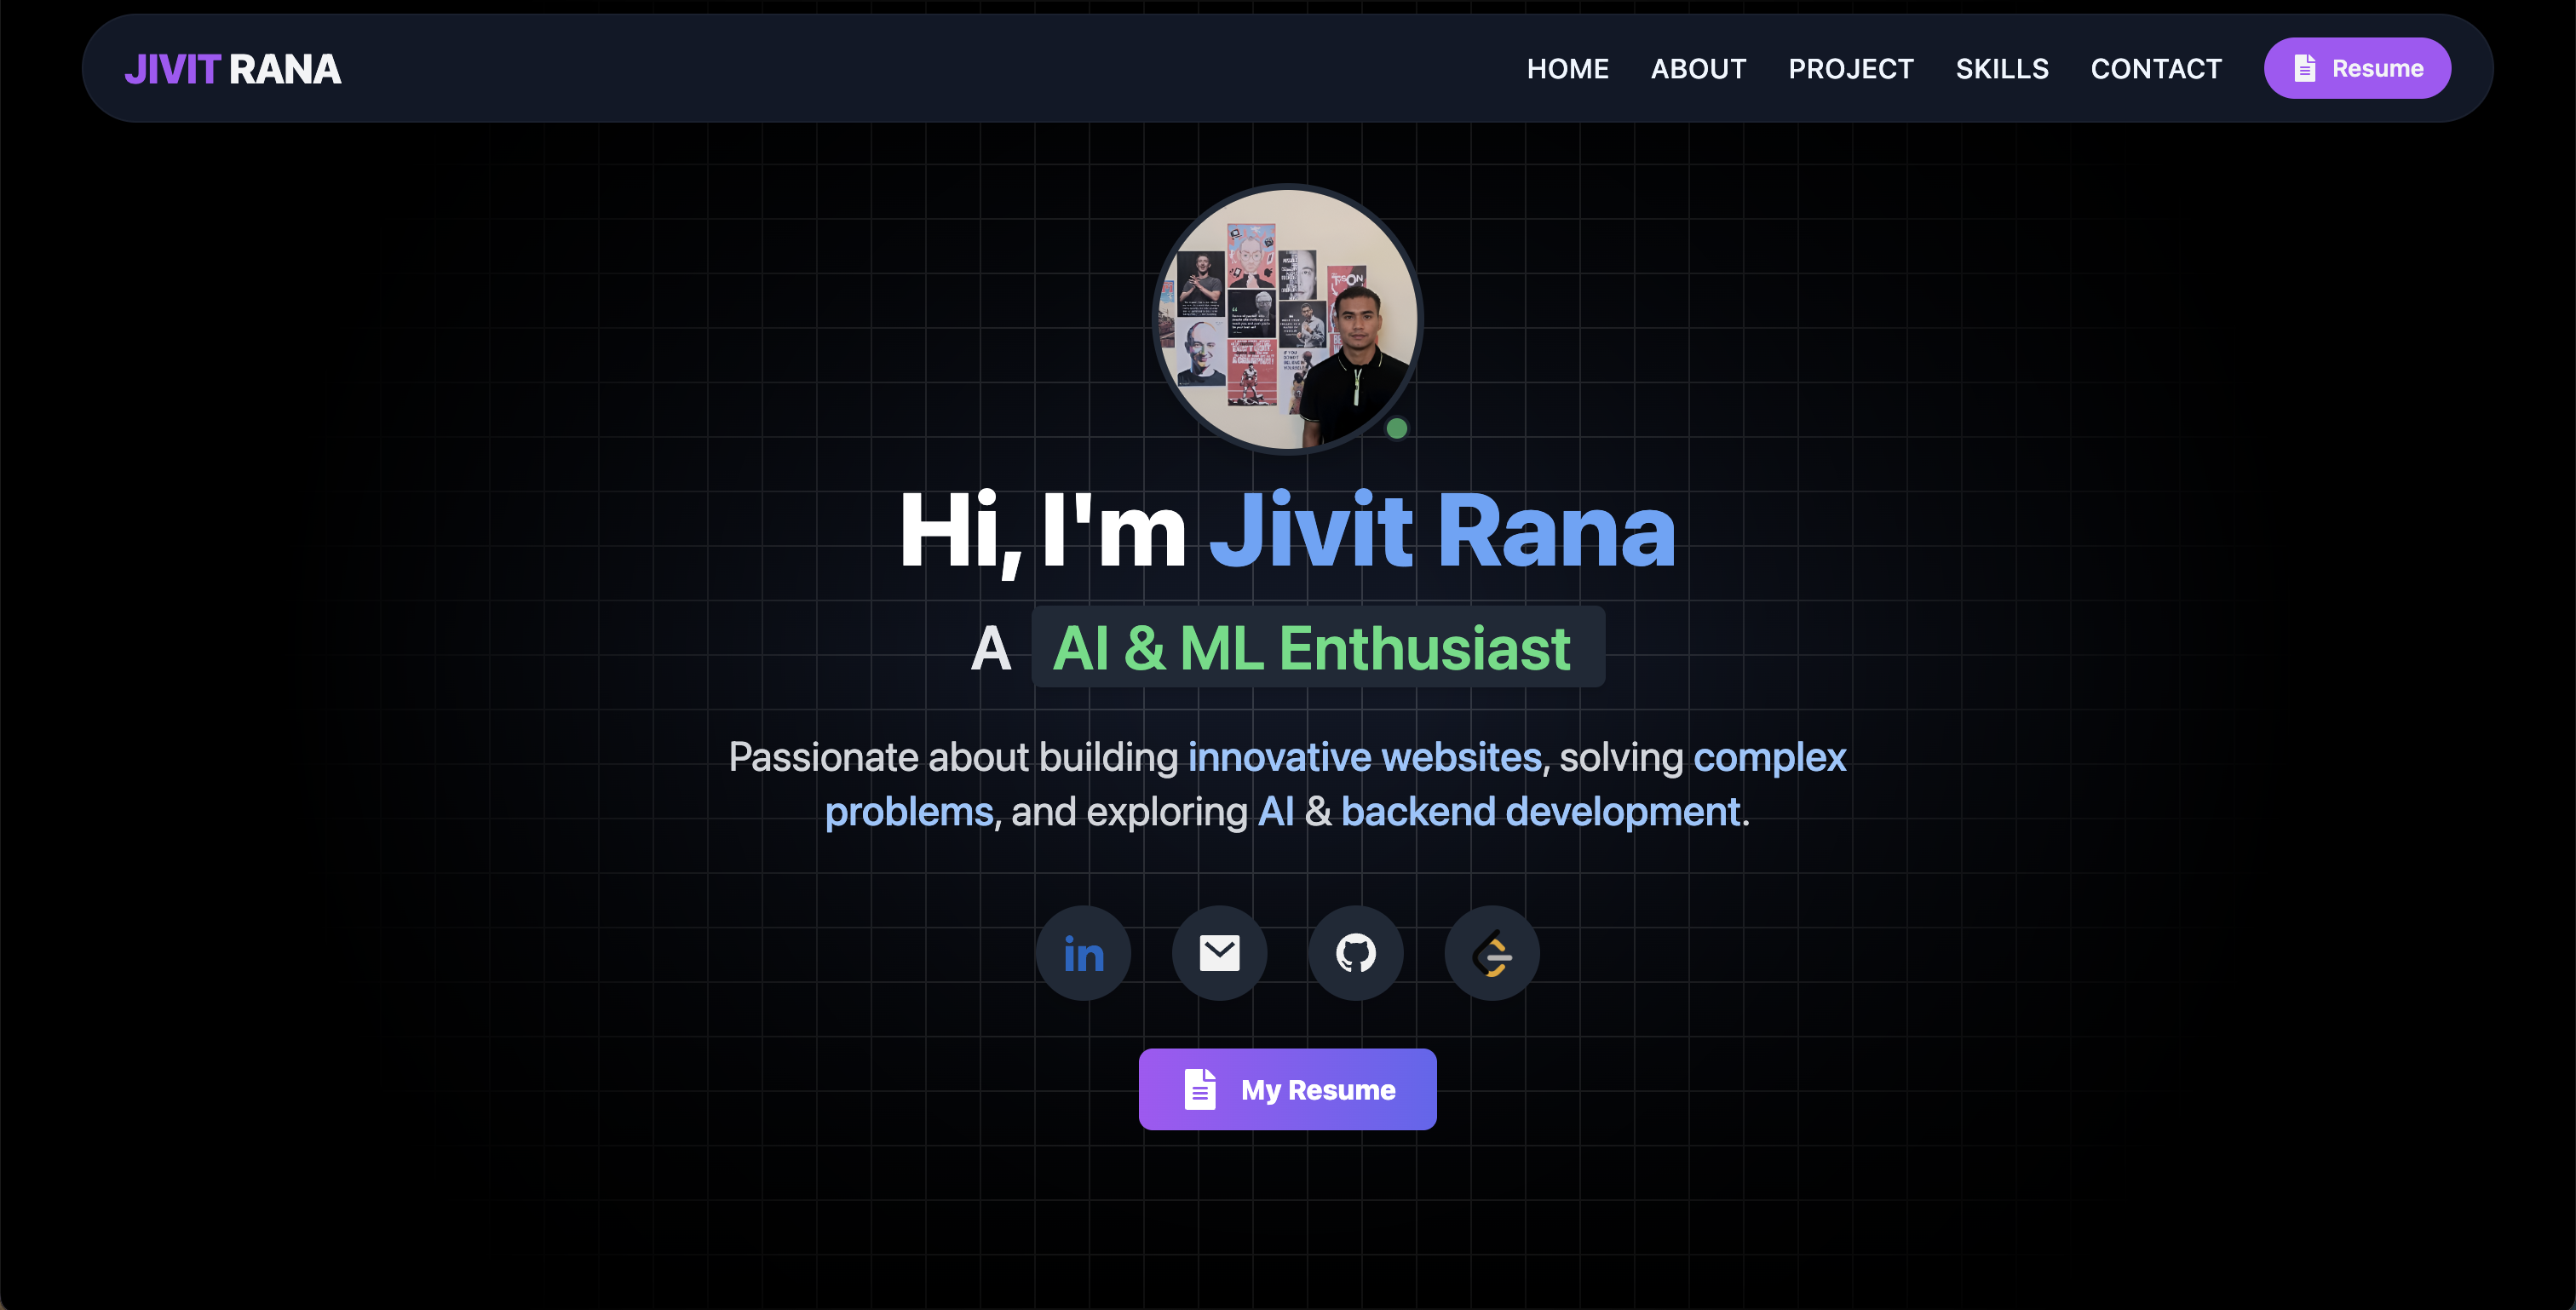 JIVIT RANA
HOME ABOUT PROJECT SKILLS CONTACT Resume
TYSON
Hi, I'm Jivit Rana
A AI & ML Enthusiast
Passionate about building innovative websites, solving complex
problems, and exploring AI & backend development.
in
My Resume